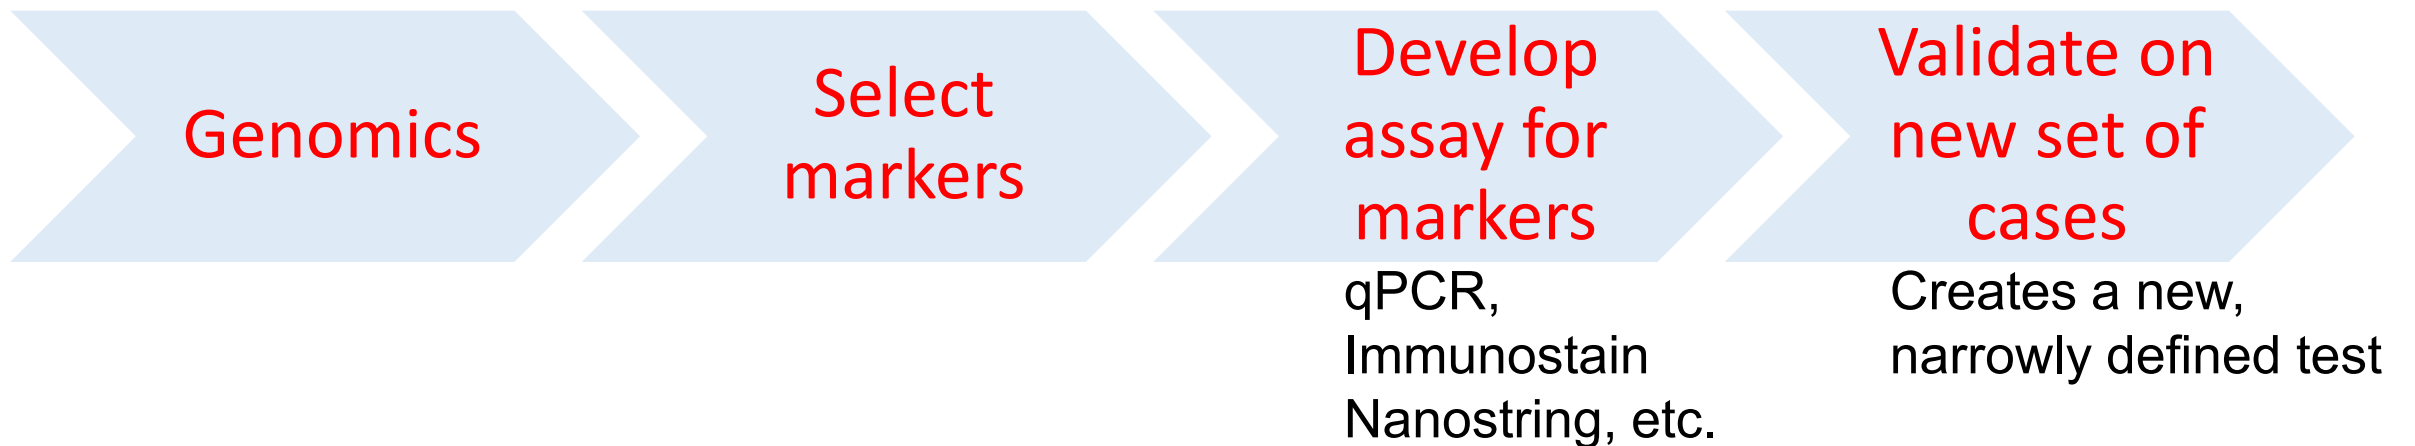 Genomics
Select
markers
Develop
assay for
markers
qPCR,
Immunostain
Nanostring, etc.
Validate on
new set of
cases
Creates a new,
narrowly defined test